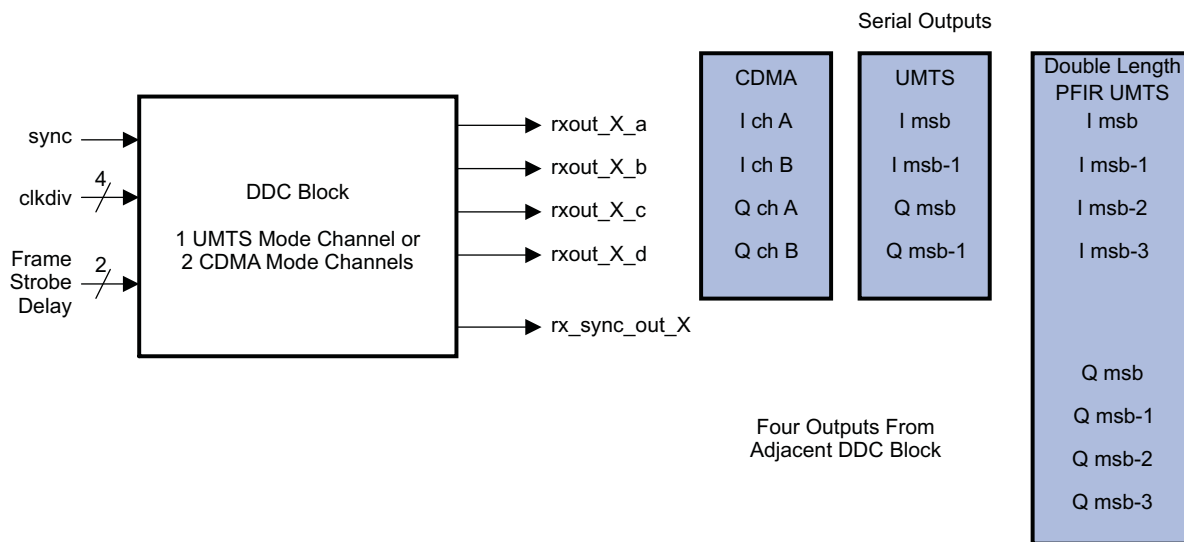 Serial Outputs
sync
4
clkdiv
2
Frame
Strobe
Delay
DDC Block
1 UMTS Mode Channel or
2 CDMA Mode Channels
rxout_X_a
rxout_X_b
rxout_X_c
rxout_X_d
rx_sync_out_X
CDMA
I ch A
I ch B
Q ch A
Q ch B
UMTS
I msb
I msb-1
Q msb
Q msb-1
Double Length
PFIR UMTS
I msb
I msb-1
I msb-2
I msb-3
Four Outputs From
Adjacent DDC Block
Q msb
Q msb-1
Q msb-2
Q msb-3